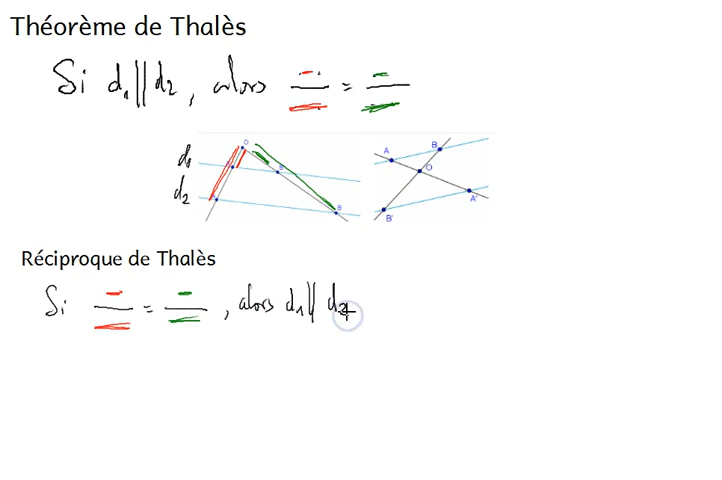 Théorème de Thalès
Si d₁ // d₂, alors — = —
d₁
d₂
O
B
B
A
B
O
A'
B'
Réciproque de Thalès
Si — = —, alors d₁ // d₂